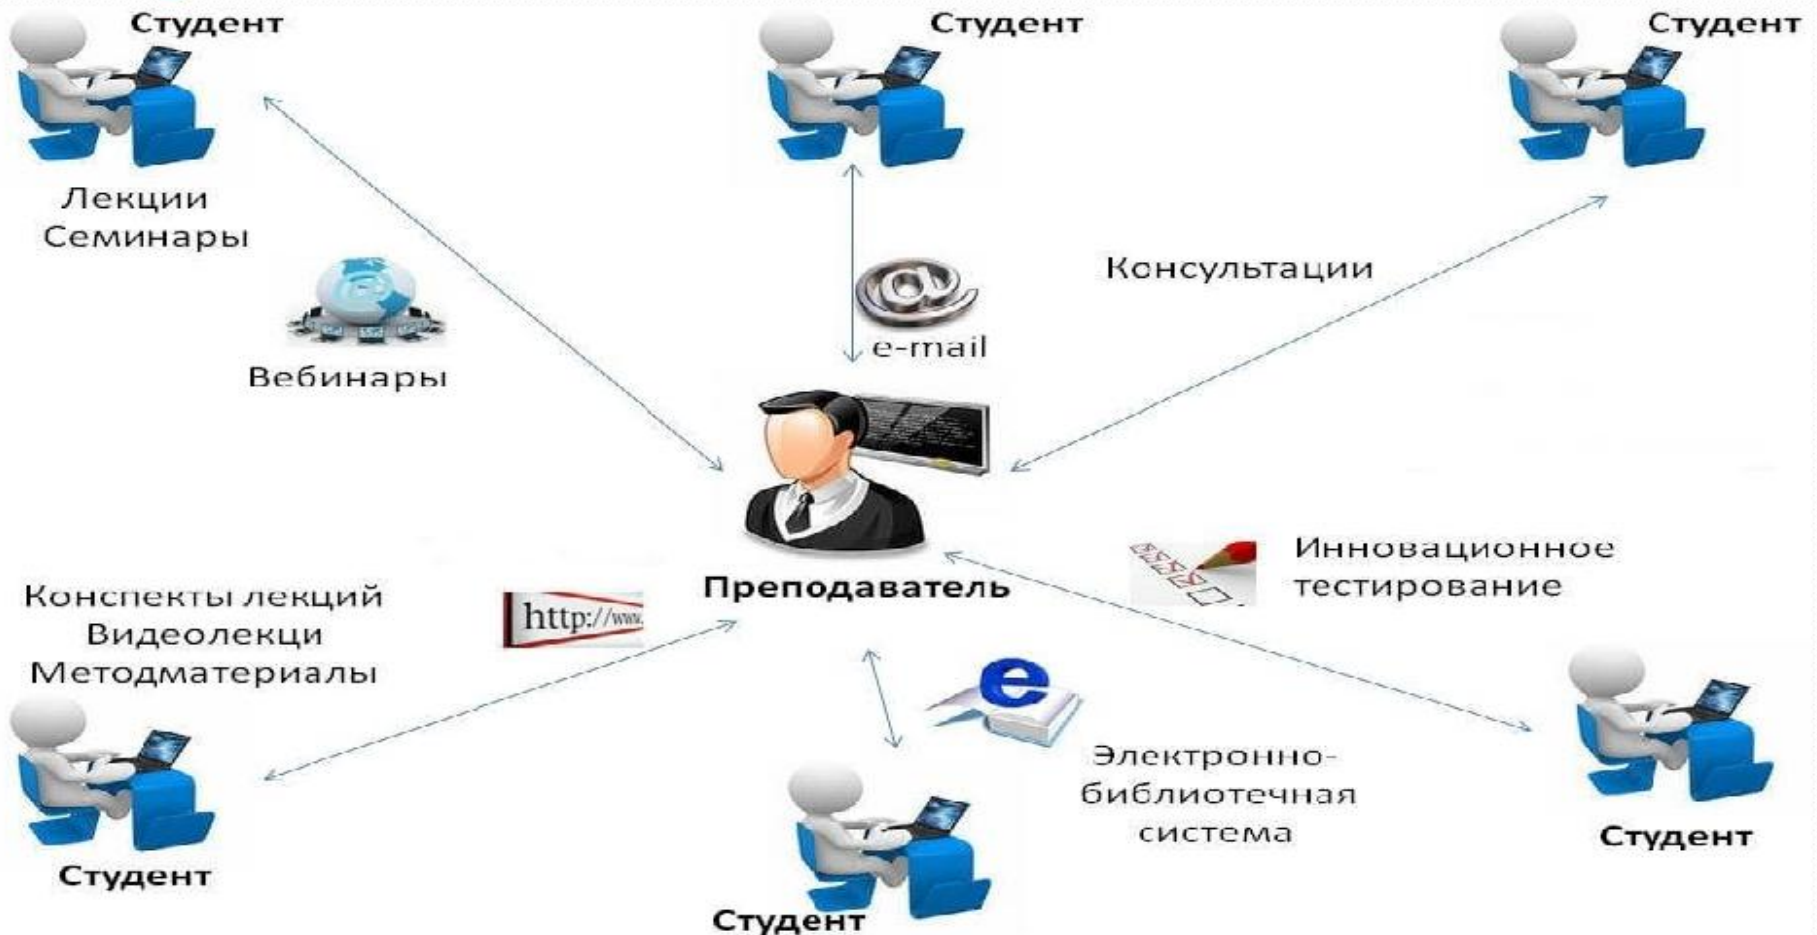 Студент
Студент
Студент
Лекции
Семинары
Вебинары
e-mail
Консультации
Преподаватель
Инновационное
тестирование
Конспекты лекций
Видеолекци
Методматериалы
http://www.
Электронно-
библиотечная
система
Студент
Студент
Студент